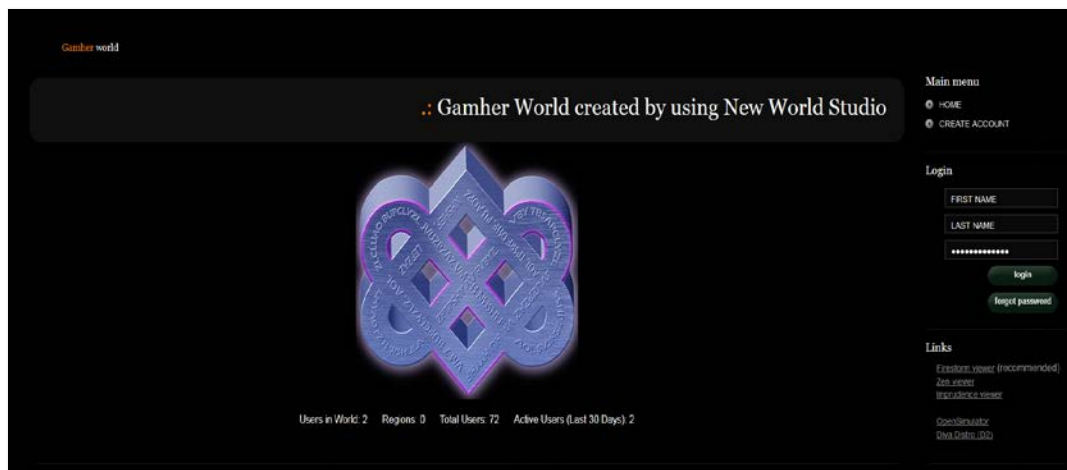 Gamher world
.: Gamher World created by using New World Studio
Users in World: 2 Regions: 0 Total Users: 72 Active Users (Last 30 Days): 2
Main menu
HOME
CREATE ACCOUNT
Login
FIRST NAME
LAST NAME
login
forgot password
Links
Firestorm viewer (recommended)
Zen viewer
Imprudence viewer
OpenSimulator
Diva Distro (D2)